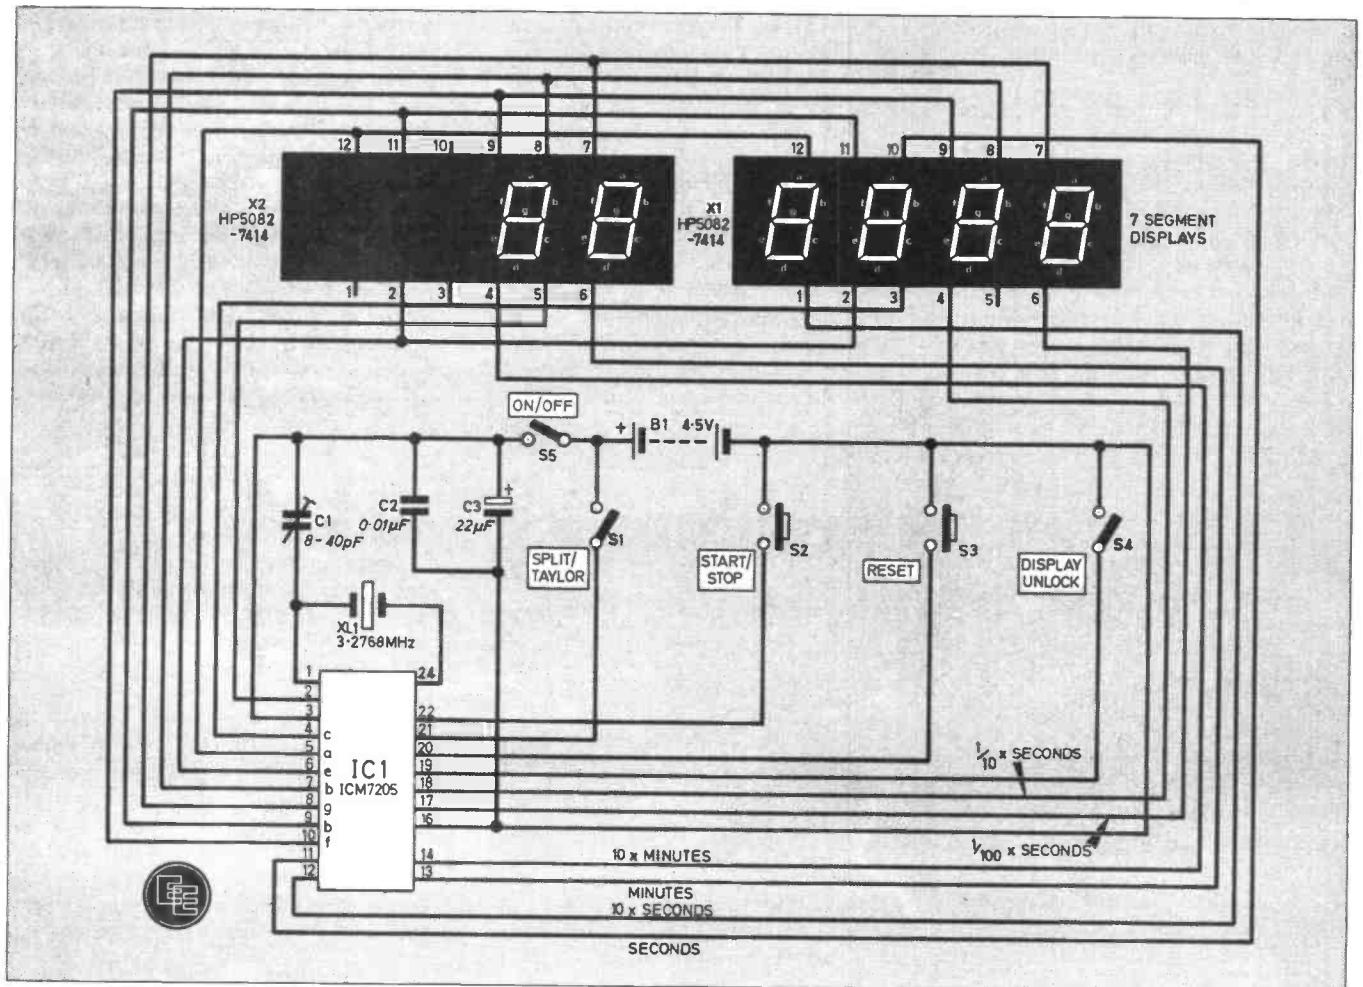 12 11 10 9 8 7
12 11 10 9 8 7
X2
HP5082
-7414
a
f b
g
e c
d
a
f b
g
e c
d
X1
HP5082
-7414
a
f b
g
e c
d
a
f b
g
e c
d
a
f b
g
e c
d
a
f b
g
e c
d
7 SEGMENT
DISPLAYS
1 2 3 4 5 6
1 2 3 4 5 6
ON/OFF
S5
+ B1 4·5V
C1
8-40pF
C2
0·01µF
+
C3
22µF
S1
SPLIT/
TAYLOR
S2
START/
STOP
S3
RESET
S4
DISPLAY
UNLOCK
XL1
3·2768MHz
1
2
3
4 c
5 a
6 e
7 b
8 g
9 b
10 f
11
12
IC1
ICM7205
24
22
21
20
19
18
17
16
14
13
1/10 x SECONDS
1/100 x SECONDS
10 x MINUTES
MINUTES
10 x SECONDS
SECONDS
EE